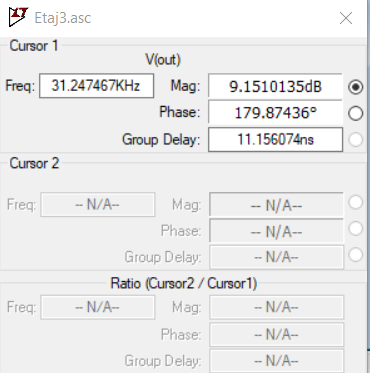 Etaj3.asc
Cursor 1
V(out)
Freq: 31.247467KHz Mag: 9.1510135dB
Phase: 179.87436°
Group Delay: 11.156074ns
Cursor 2
Freq: -- N/A-- Mag: -- N/A--
Phase: -- N/A--
Group Delay: -- N/A--
Ratio (Cursor2 / Cursor1)
Freq: -- N/A-- Mag: -- N/A--
Phase: -- N/A--
Group Delay: -- N/A--